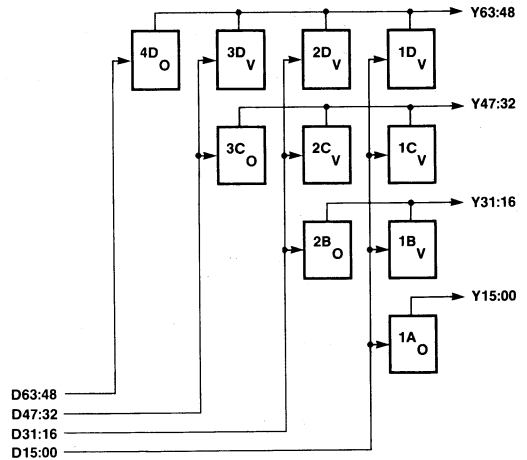 Y63:48
4D O
3D V
2D V
1D V
Y47:32
3C O
2C V
1C V
Y31:16
2B O
1B V
Y15:00
1A O
D63:48
D47:32
D31:16
D15:00